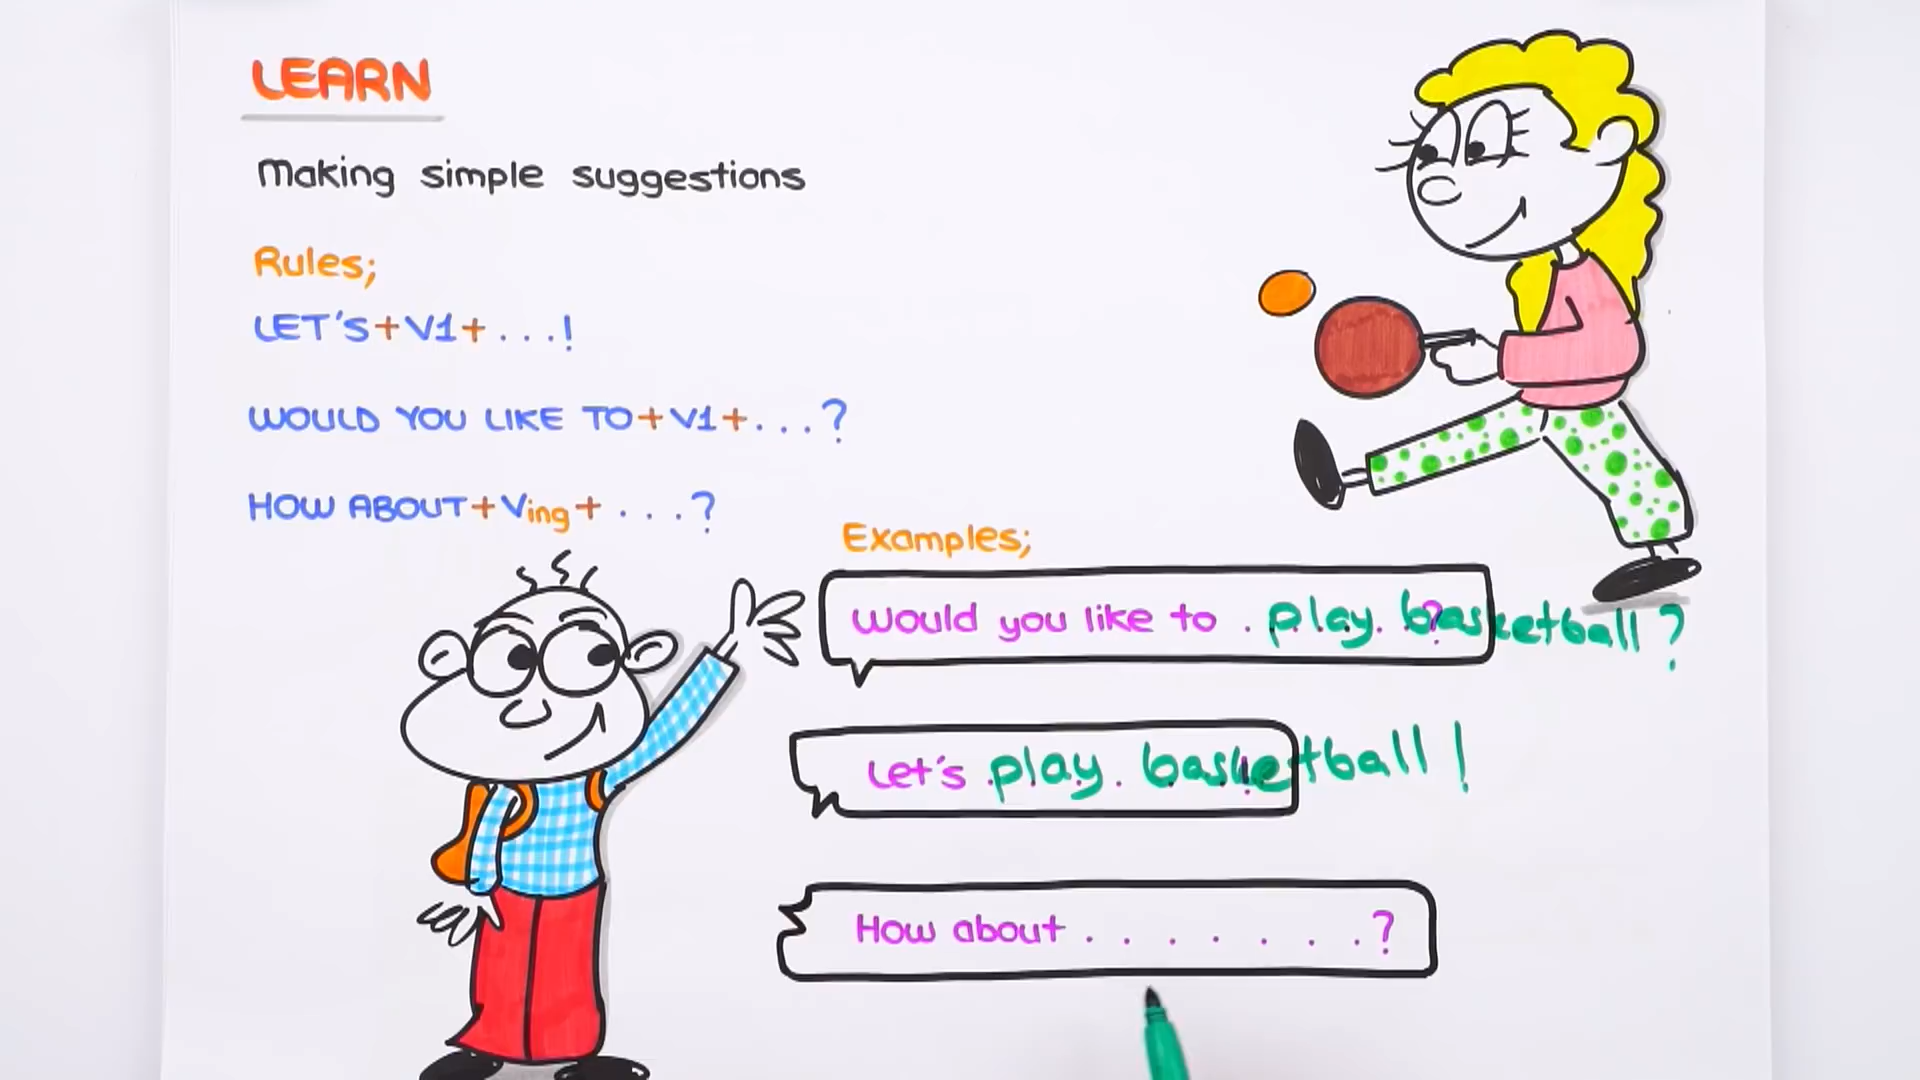 LEARN
Making simple suggestions
Rules;
LET'S+V1+...!
WOULD YOU LIKE TO+V1+...?
HOW ABOUT+Ving+ ...?
Examples;
Would you like to . play. basketball ?
Let's play. basketball !
How about . . . . . . . ?